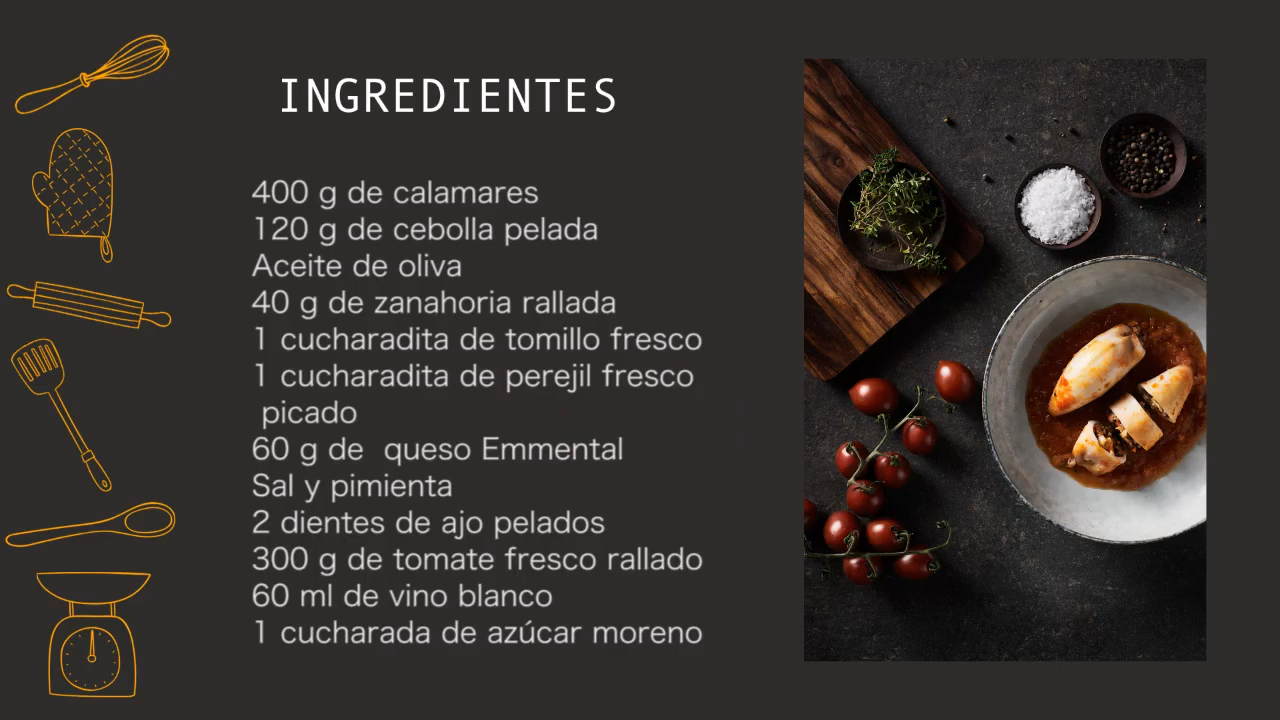 INGREDIENTES
400 g de calamares
120 g de cebolla pelada
Aceite de oliva
40 g de zanahoria rallada
1 cucharadita de tomillo fresco
1 cucharadita de perejil fresco
picado
60 g de  queso Emmental
Sal y pimienta
2 dientes de ajo pelados
300 g de tomate fresco rallado
60 ml de vino blanco
1 cucharada de azúcar moreno